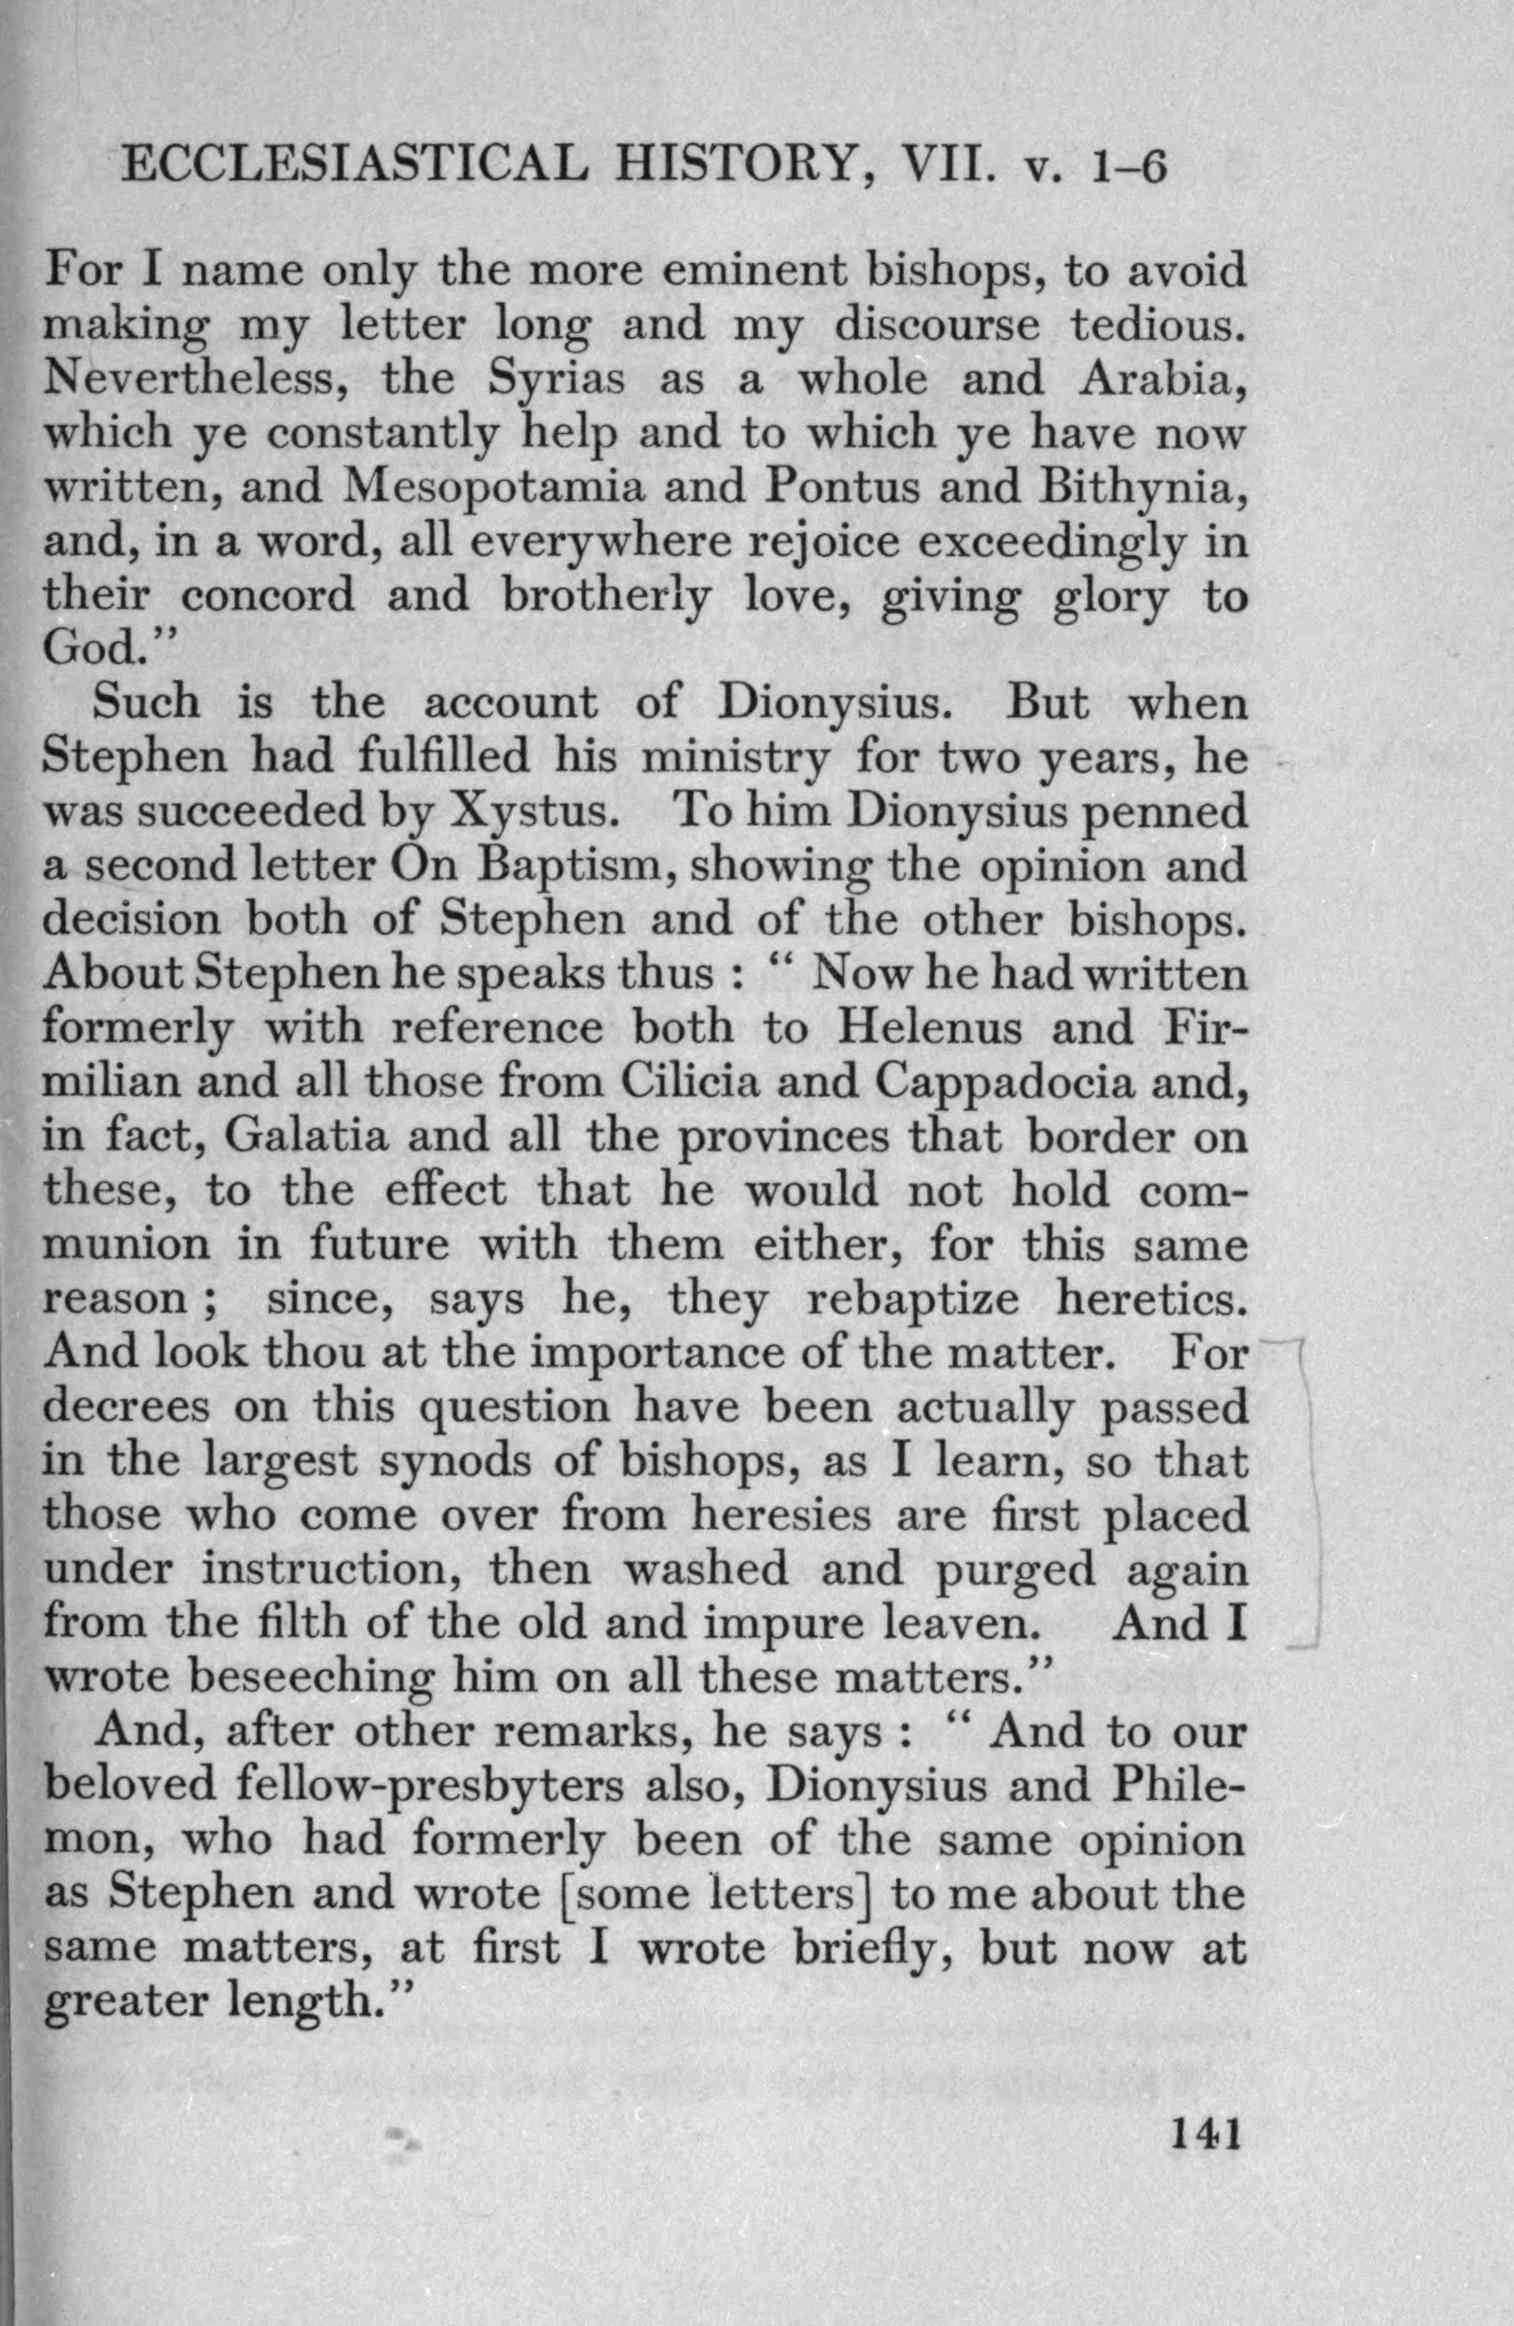 ECCLESIASTICAL HISTORY, VII. v. 1–6
For I name only the more eminent bishops, to avoid
making my letter long and my discourse tedious.
Nevertheless, the Syrias as a whole and Arabia,
which ye constantly help and to which ye have now
written, and Mesopotamia and Pontus and Bithynia,
and, in a word, all everywhere rejoice exceedingly in
their concord and brotherly love, giving glory to
God.”
Such is the account of Dionysius. But when
Stephen had fulfilled his ministry for two years, he
was succeeded by Xystus. To him Dionysius penned
a second letter On Baptism, showing the opinion and
decision both of Stephen and of the other bishops.
About Stephen he speaks thus : “ Now he had written
formerly with reference both to Helenus and Fir-
milian and all those from Cilicia and Cappadocia and,
in fact, Galatia and all the provinces that border on
these, to the effect that he would not hold com-
munion in future with them either, for this same
reason ; since, says he, they rebaptize heretics.
And look thou at the importance of the matter. For
decrees on this question have been actually passed
in the largest synods of bishops, as I learn, so that
those who come over from heresies are first placed
under instruction, then washed and purged again
from the filth of the old and impure leaven. And I
wrote beseeching him on all these matters.”
And, after other remarks, he says : “ And to our
beloved fellow-presbyters also, Dionysius and Phile-
mon, who had formerly been of the same opinion
as Stephen and wrote [some letters] to me about the
same matters, at first I wrote briefly, but now at
greater length.”
141